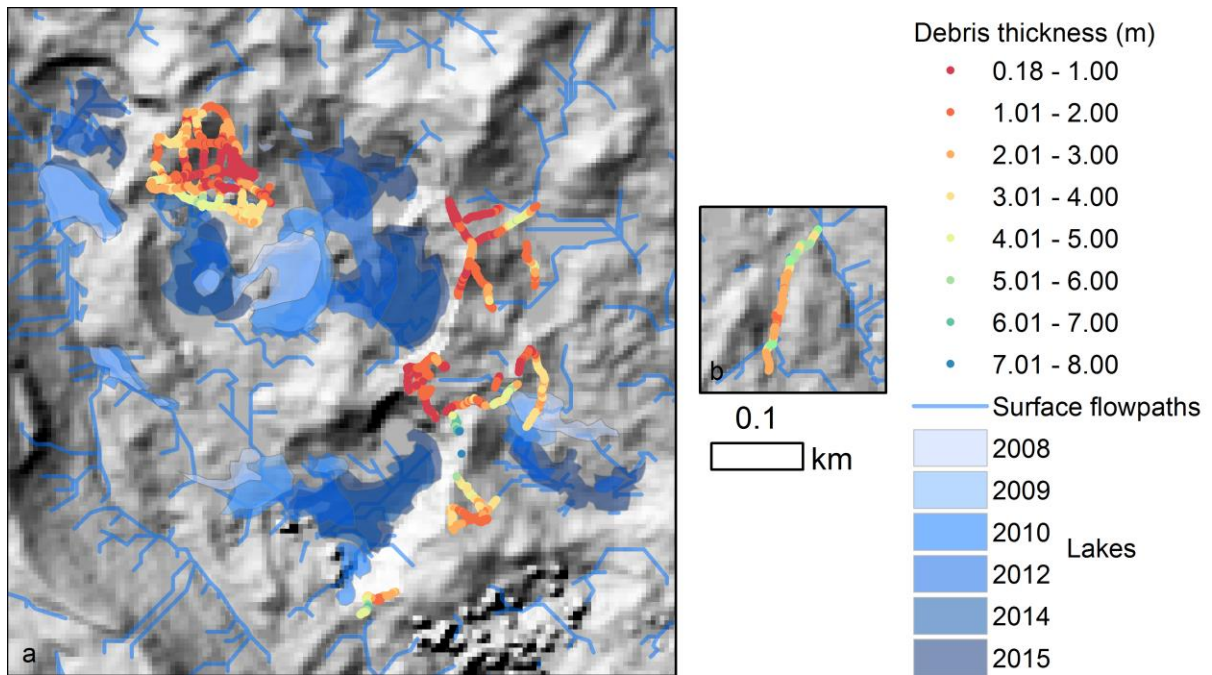 a
b
0.1
km
Debris thickness (m)
0.18 - 1.00
1.01 - 2.00
2.01 - 3.00
3.01 - 4.00
4.01 - 5.00
5.01 - 6.00
6.01 - 7.00
7.01 - 8.00
Surface flowpaths
2008
2009
2010
2012
2014
2015
Lakes